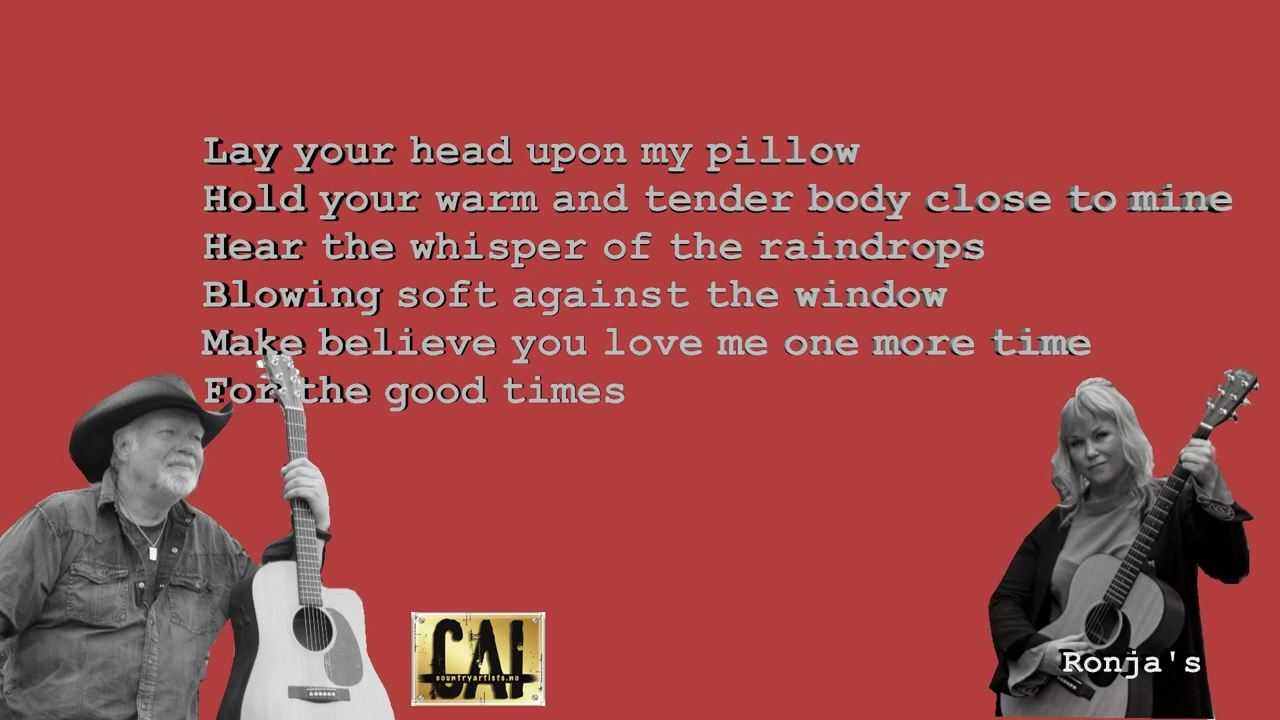 Lay your head upon my pillow
Hold your warm and tender body close to mine
Hear the whisper of the raindrops
Blowing soft against the window
Make believe you love me one more time
For the good times
CAI
countryartists.no
Ronja's